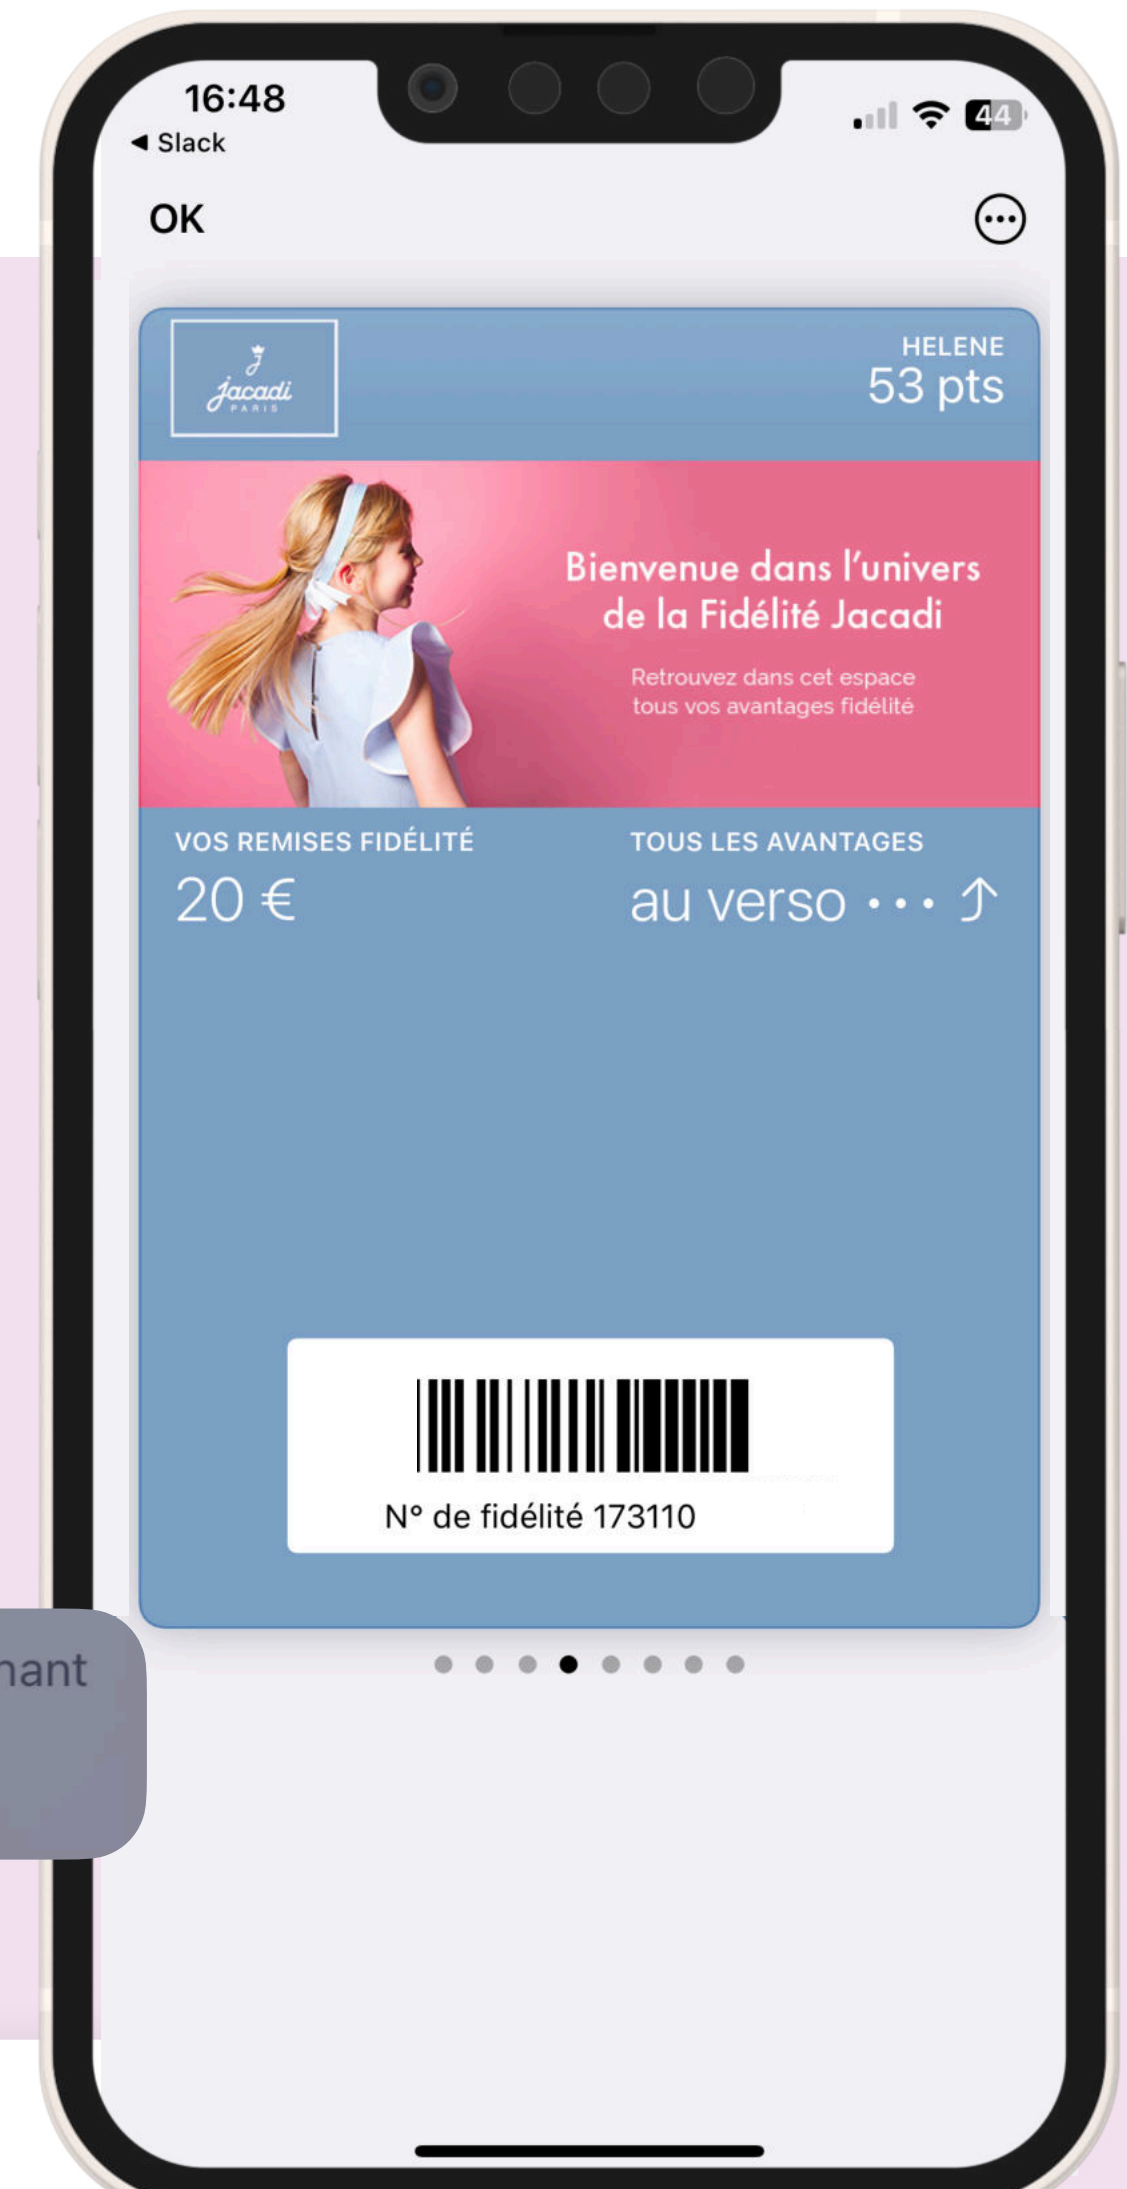 16:48
◀ Slack
44
OK
J
jacadi
PARIS
HELENE
53 pts
Bienvenue dans l'univers
de la Fidélité Jacadi
Retrouvez dans cet espace
tous vos avantages fidélité
VOS REMISES FIDÉLITÉ
20 €
TOUS LES AVANTAGES
au verso ••• ⤴
N° de fidélité 173110